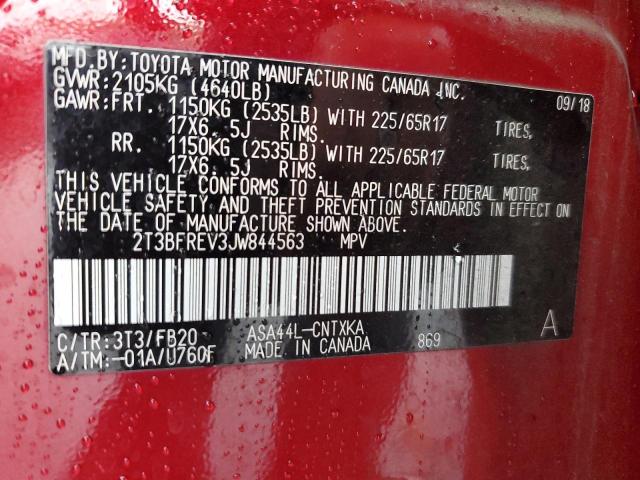 MFD.BY:TOYOTA MOTOR MANUFACTURING CANADA INC.
GVWR:2105KG (4640LB) 09/18
GAWR:FRT. 1150KG (2535LB) WITH 225/65R17 TIRES,
17X6. 5J RIMS.
RR. 1150KG (2535LB) WITH 225/65R17 TIRES,
17X6. 5J RIMS.
THIS VEHICLE CONFORMS TO ALL APPLICABLE FEDERAL MOTOR
VEHICLE SAFETY AND THEFT PREVENTION STANDARDS IN EFFECT ON
THE DATE OF MANUFACTURE SHOWN ABOVE.
2T3BFREV3JW844563 MPV
C/TR:3T3/FB20 ASA44L-CNTXKA A
A/TM:-01A/U760F MADE IN CANADA 869